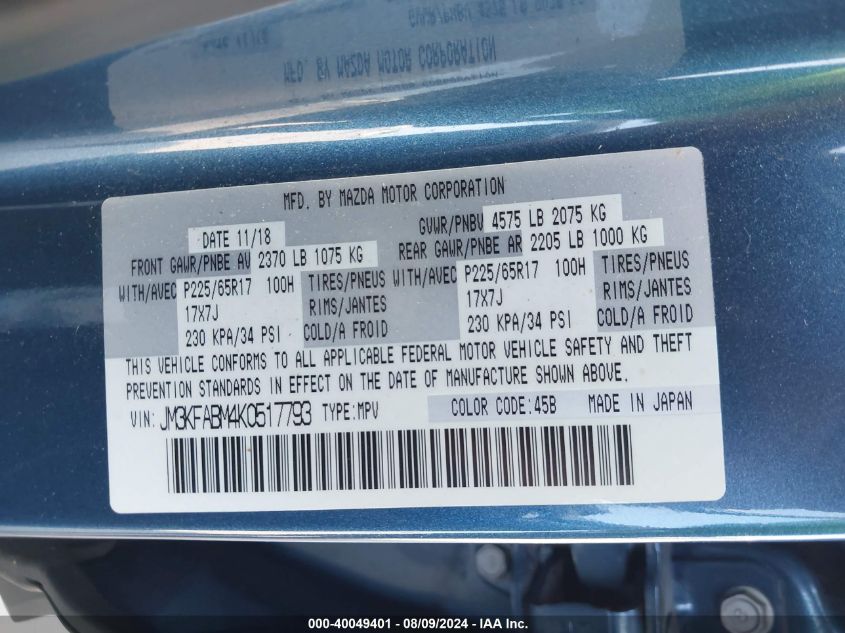 MFD. BY MAZDA MOTOR CORPORATION
MFD. BY MAZDA MOTOR CORPORATION
DATE 11/18 GVWR/PNBV 4575 LB 2075 KG
FRONT GAWR/PNBE AV 2370 LB 1075 KG REAR GAWR/PNBE AR 2205 LB 1000 KG
WITH/AVEC P225/65R17 100H TIRES/PNEUS WITH/AVEC P225/65R17 100H TIRES/PNEUS
17X7J RIMS/JANTES 17X7J RIMS/JANTES
230 KPA/34 PSI COLD/A FROID 230 KPA/34 PSI COLD/A FROID
THIS VEHICLE CONFORMS TO ALL APPLICABLE FEDERAL MOTOR VEHICLE SAFETY AND THEFT
PREVENTION STANDARDS IN EFFECT ON THE DATE OF MANUFACTURE SHOWN ABOVE.
VIN: JM3KFABM4K0517793 TYPE:MPV COLOR CODE:45B MADE IN JAPAN
000-40049401 - 08/09/2024 - IAA Inc.